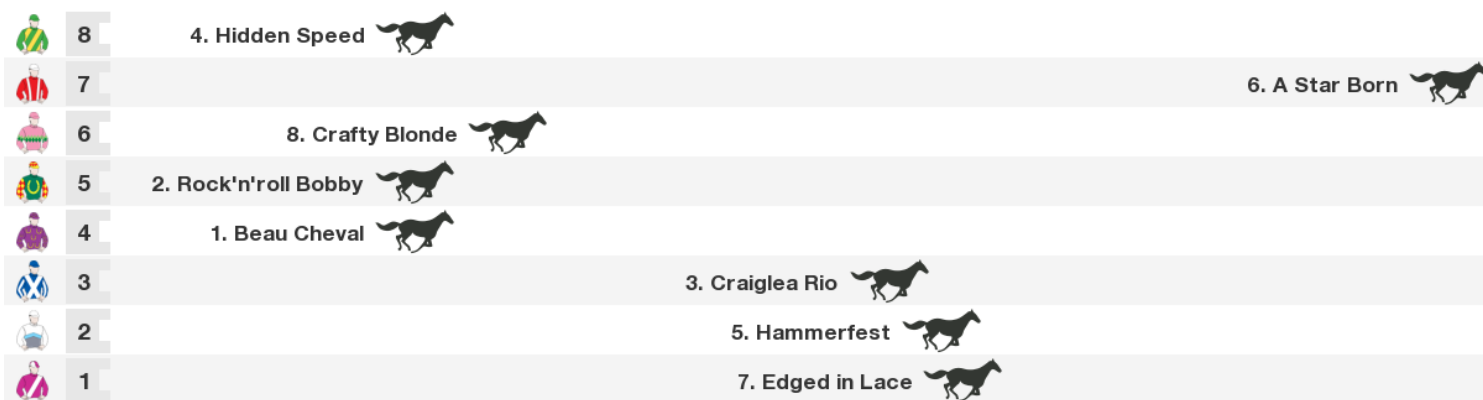 8 4. Hidden Speed
7 6. A Star Born
6 8. Crafty Blonde
5 2. Rock'n'roll Bobby
4 1. Beau Cheval
3 3. Craiglea Rio
2 5. Hammerfest
1 7. Edged in Lace